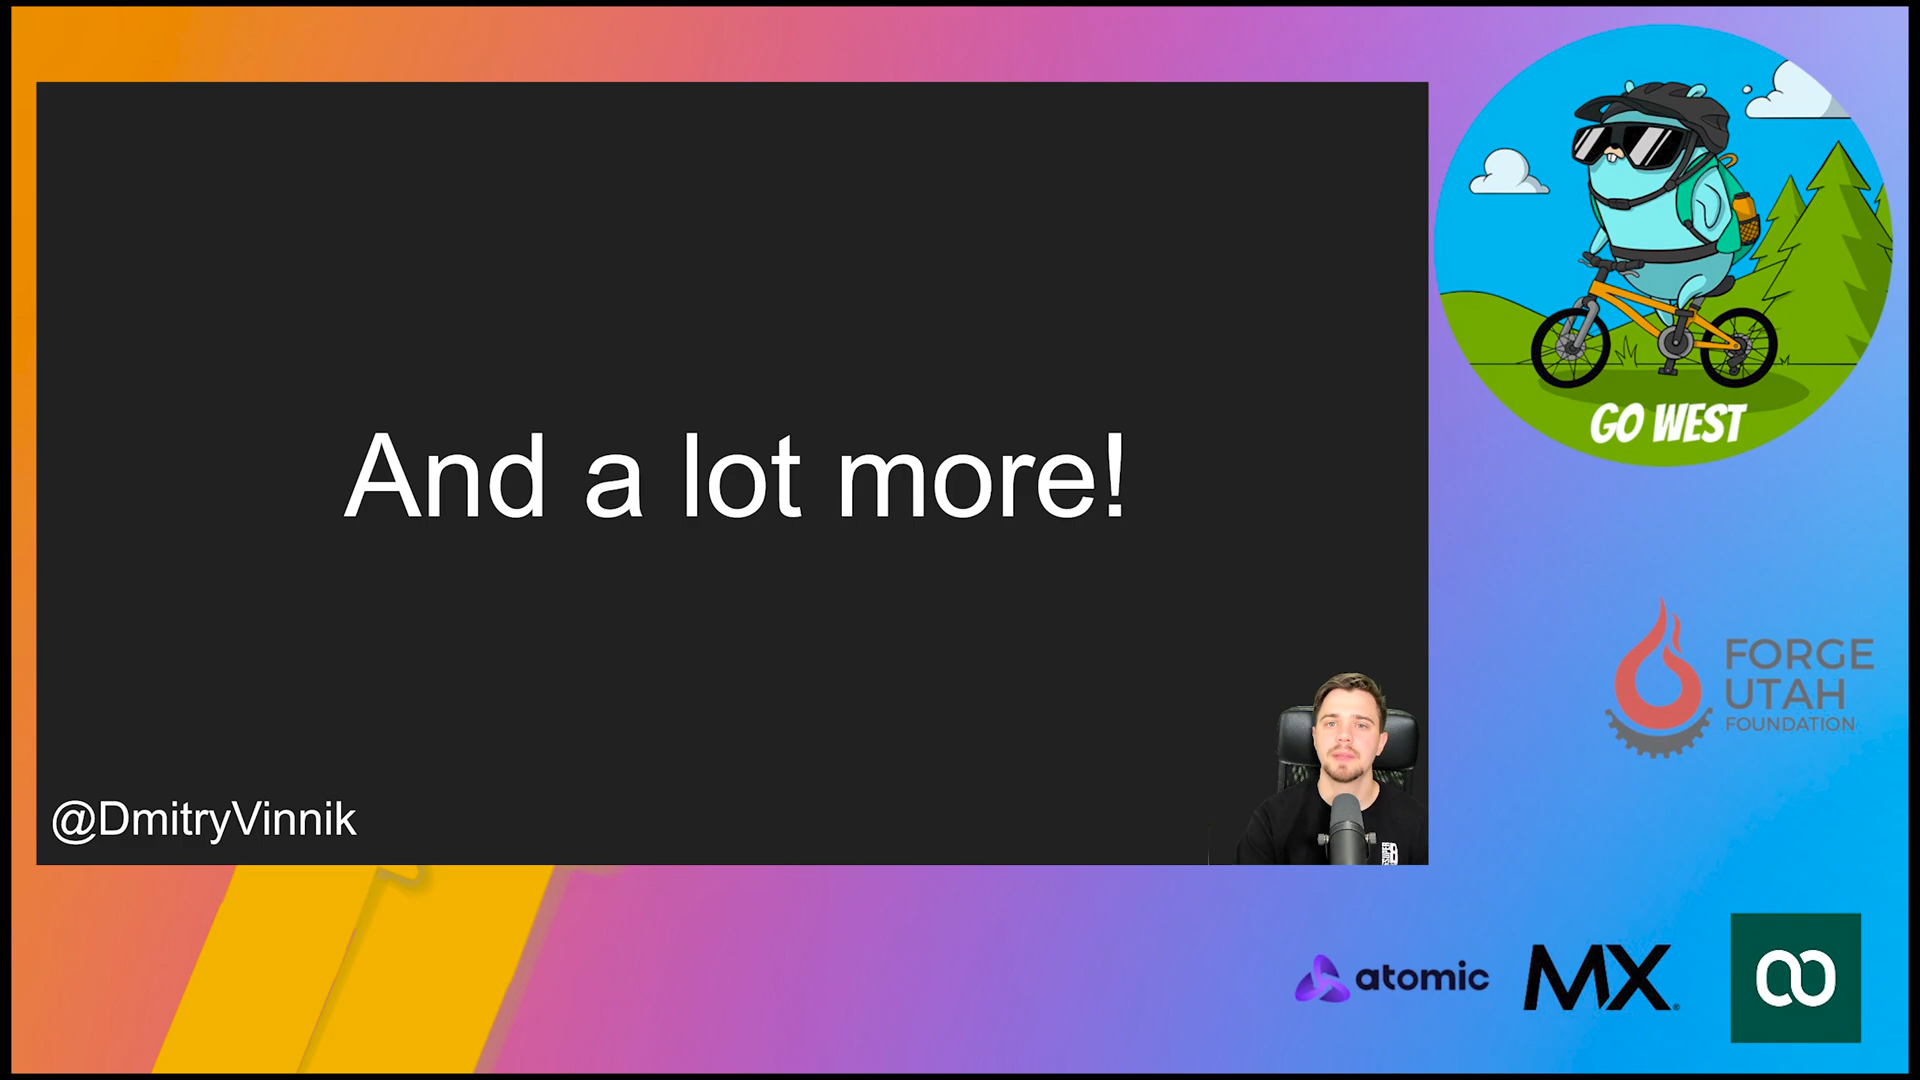 And a lot more!
@DmitryVinnik
GO WEST
FORGE
UTAH
FOUNDATION
atomic
MX